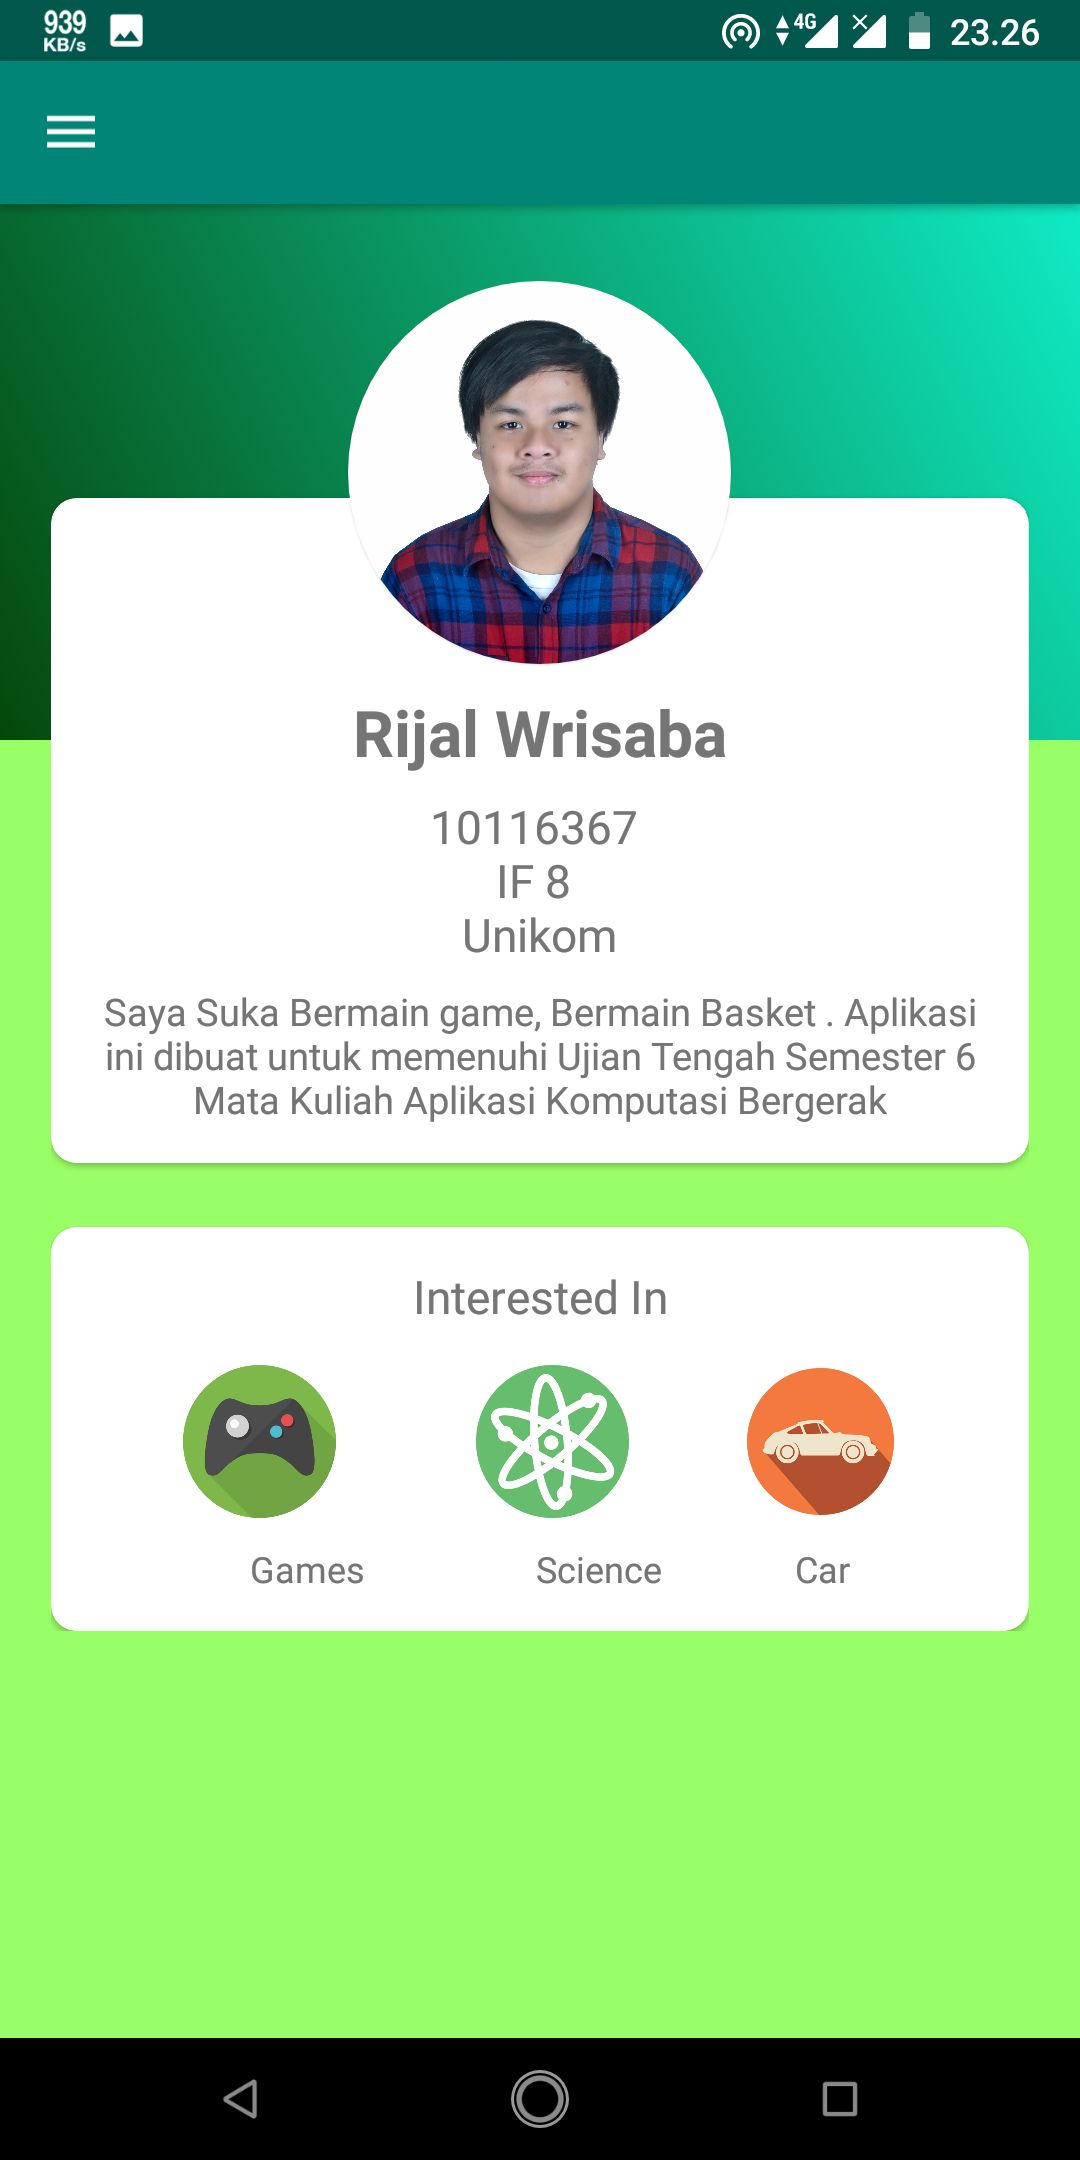 939
KB/s
4G
23.26
Rijal Wrisaba
10116367
IF 8
Unikom
Saya Suka Bermain game, Bermain Basket . Aplikasi
ini dibuat untuk memenuhi Ujian Tengah Semester 6
Mata Kuliah Aplikasi Komputasi Bergerak
Interested In
Games
Science
Car